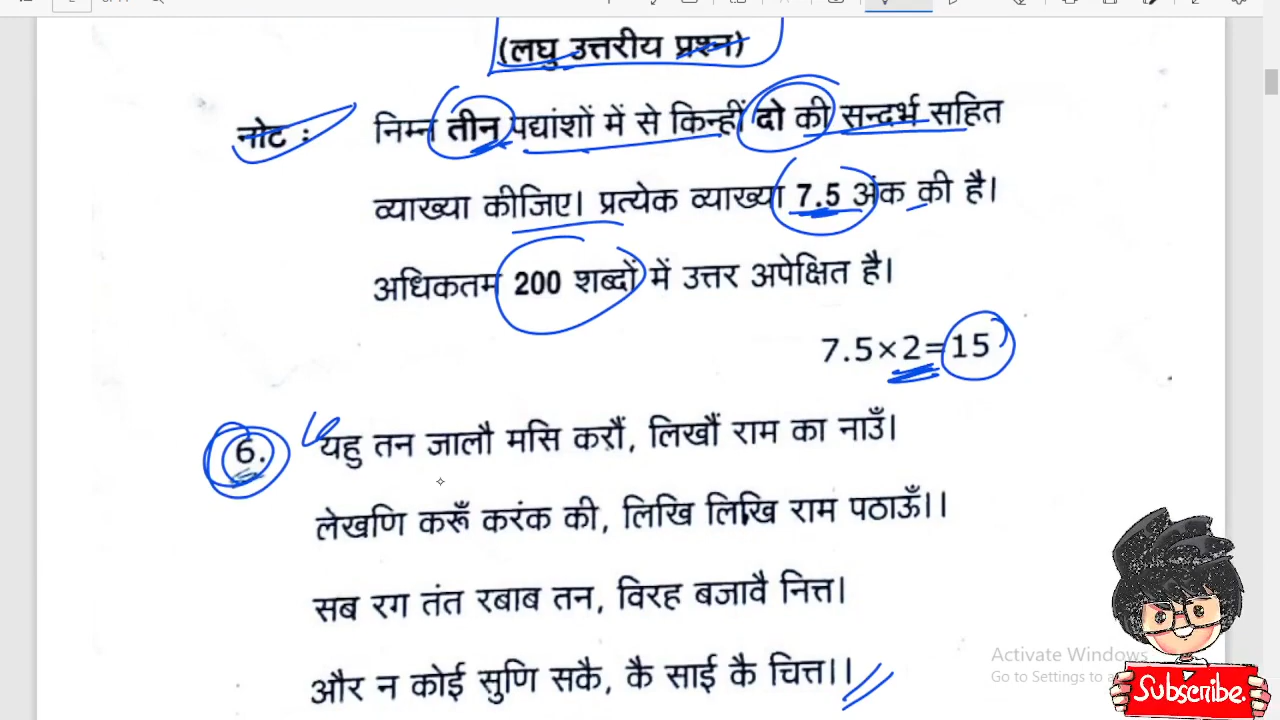 (लघु उत्तरीय प्रश्न)
नोट : निम्न तीन पद्यांशों में से किन्हीं दो की सन्दर्भ सहित
व्याख्या कीजिए। प्रत्येक व्याख्या 7.5 अंक की है।
अधिकतम 200 शब्दों में उत्तर अपेक्षित है।
7.5×2=15
6. यहु तन जालौ मसि करौं, लिखौं राम का नाउँ।
लेखणि करूँ करंक की, लिखि लिखि राम पठाऊँ।।
सब रग तंत रबाब तन, विरह बजावै नित्त।
और न कोई सुणि सकै, कै साई कै चित्त।।
Activate Windows
Go to Settings to a
Subscribe.